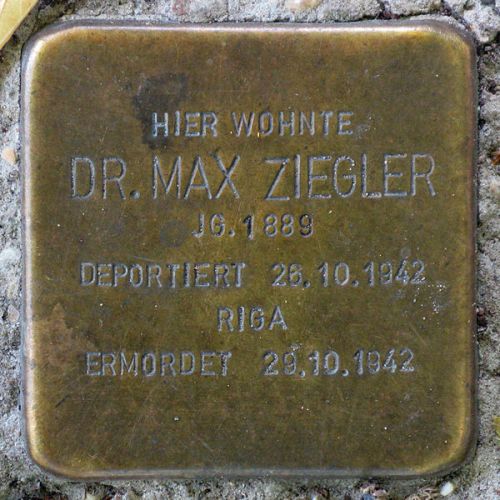 HIER WOHNTE
DR. MAX ZIEGLER
JG. 1889
DEPORTIERT 26.10.1942
RIGA
ERMORDET 29.10.1942